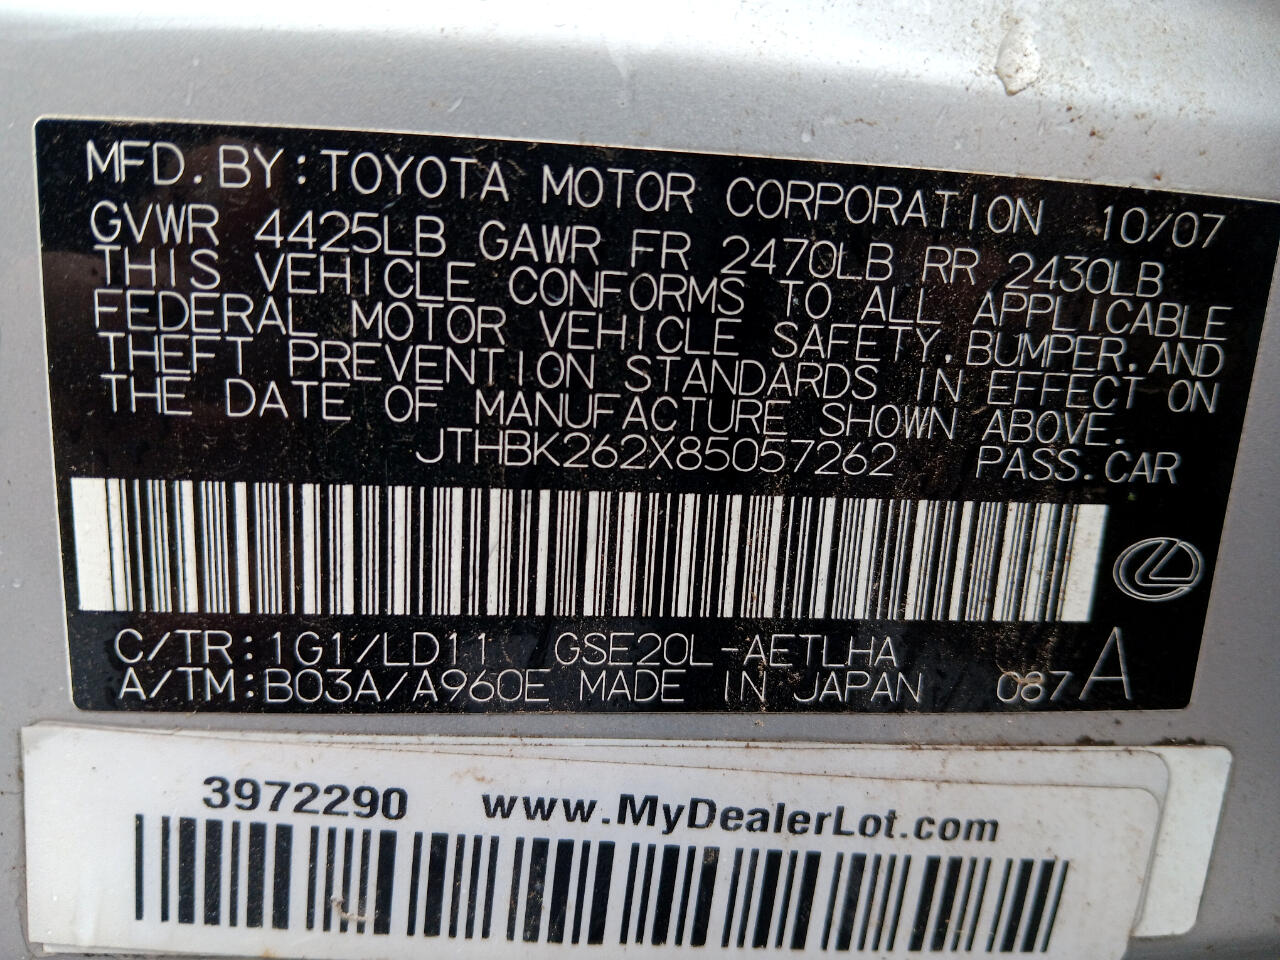 MFD. BY: TOYOTA MOTOR CORPORATION 10/07
GVWR 4425LB GAWR FR 2470LB RR 2430LB
THIS VEHICLE CONFORMS TO ALL APPLICABLE
FEDERAL MOTOR VEHICLE SAFETY, BUMPER, AND
THEFT PREVENTION STANDARDS IN EFFECT ON
THE DATE OF MANUFACTURE SHOWN ABOVE.
JTHBK262X85057262 PASS. CAR
C/TR: 1G1/LD11 GSE20L-AETLHA
A/TM: B03A/A960E MADE IN JAPAN 087 A
3972290 www.MyDealerLot.com